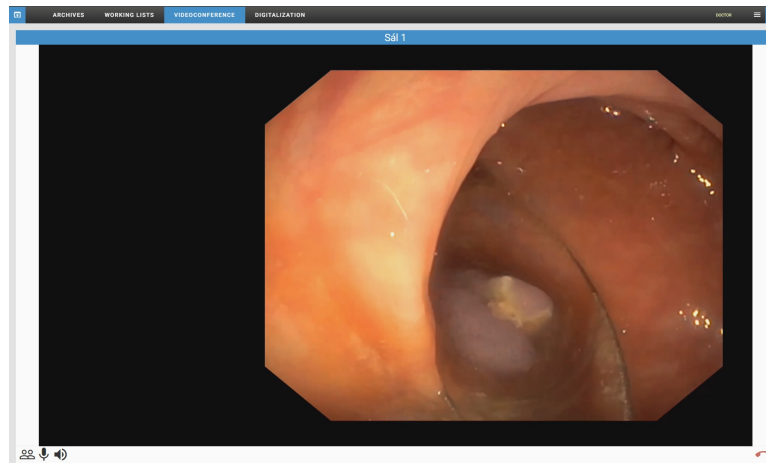 ARCHIVES WORKING LISTS VIDEOCONFERENCE DIGITALIZATION DOCTOR
Sál 1